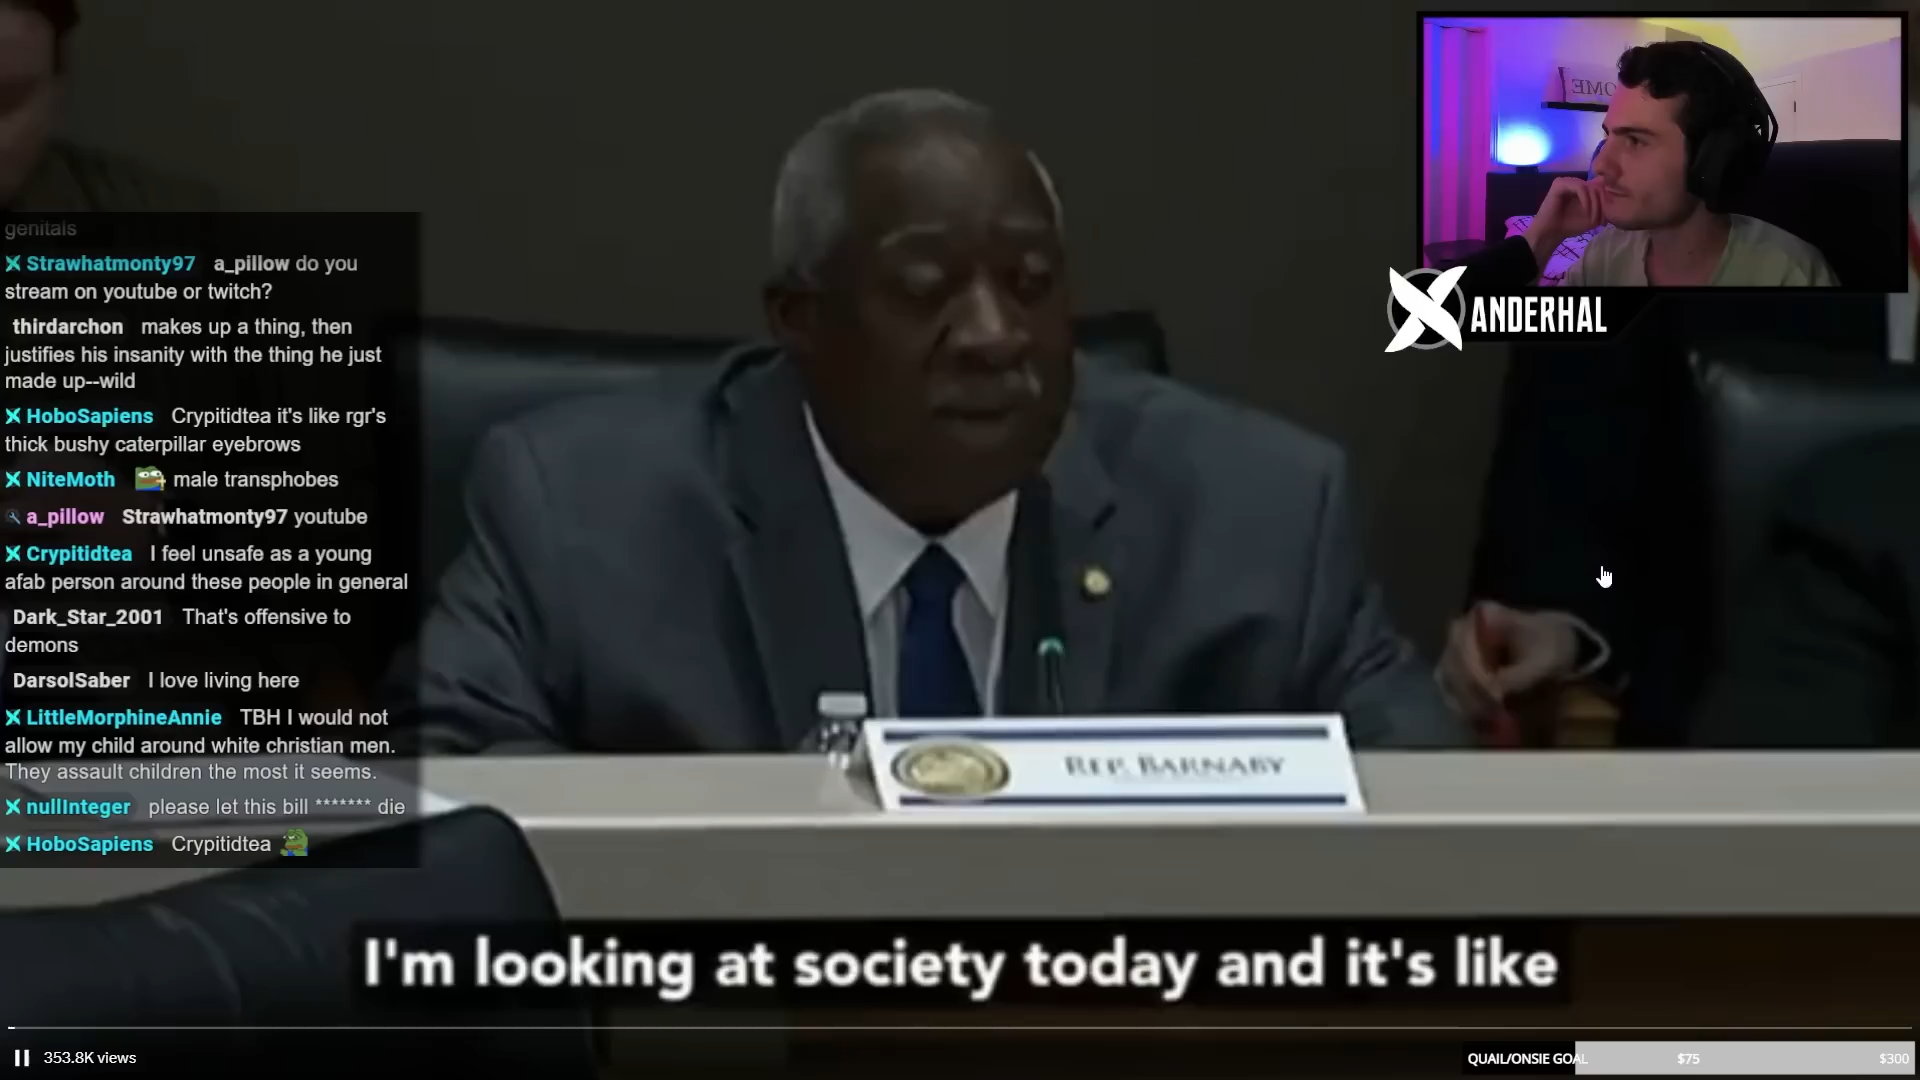 genitals
Strawhatmonty97 a_pillow do you
stream on youtube or twitch?
thirdarchon makes up a thing, then
justifies his insanity with the thing he just
made up--wild
HoboSapiens Crypitidtea it's like rgr's
thick bushy caterpillar eyebrows
NiteMoth male transphobes
a_pillow Strawhatmonty97 youtube
Crypitidtea I feel unsafe as a young
afab person around these people in general
Dark_Star_2001 That's offensive to
demons
DarsolSaber I love living here
LittleMorphineAnnie TBH I would not
allow my child around white christian men.
They assault children the most it seems.
nullInteger please let this bill ******* die
HoboSapiens Crypitidtea
OME
XANDERHAL
REP. BARNABY
I'm looking at society today and it's like
353.8K views
QUAIL/ONSIE GOAL $75 $300